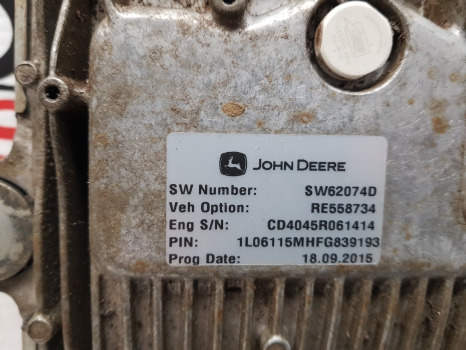 JOHN DEERE
SW Number: SW62074D
Veh Option: RE558734
Eng S/N: CD4045R061414
PIN: 1L06115MHFG839193
Prog Date: 18.09.2015